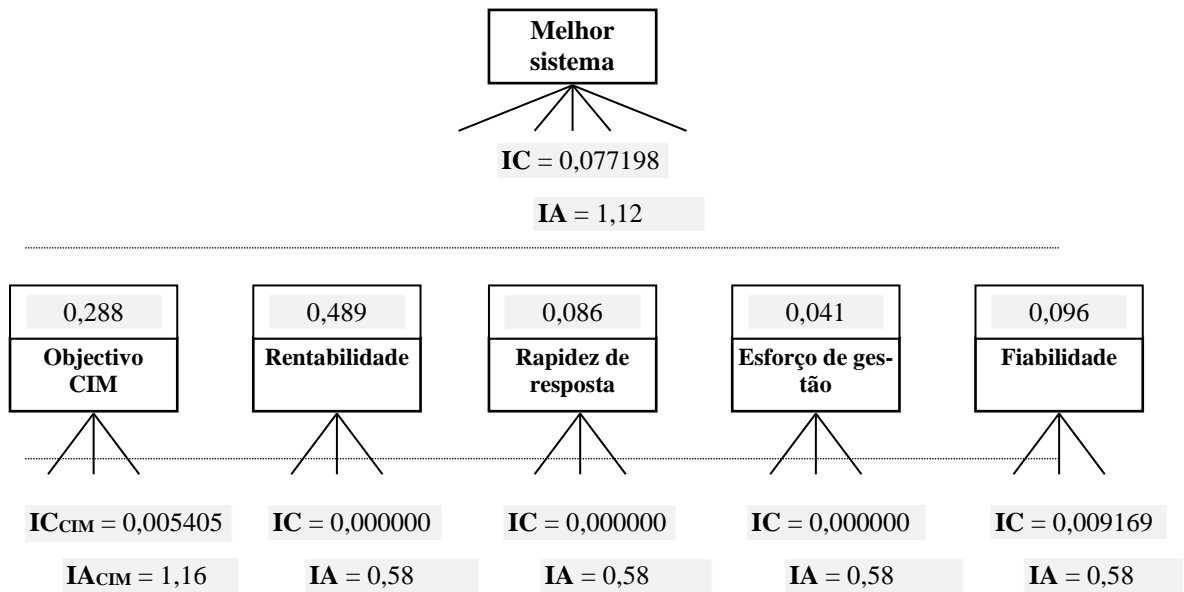 Melhor
sistema
IC = 0,077198
IA = 1,12
0,288
Objectivo
CIM
0,489
Rentabilidade
0,086
Rapidez de
resposta
0,041
Esforço de ges-
tão
0,096
Fiabilidade
ICCIM = 0,005405
IC = 0,000000
IC = 0,000000
IC = 0,000000
IC = 0,009169
IACIM = 1,16
IA = 0,58
IA = 0,58
IA = 0,58
IA = 0,58